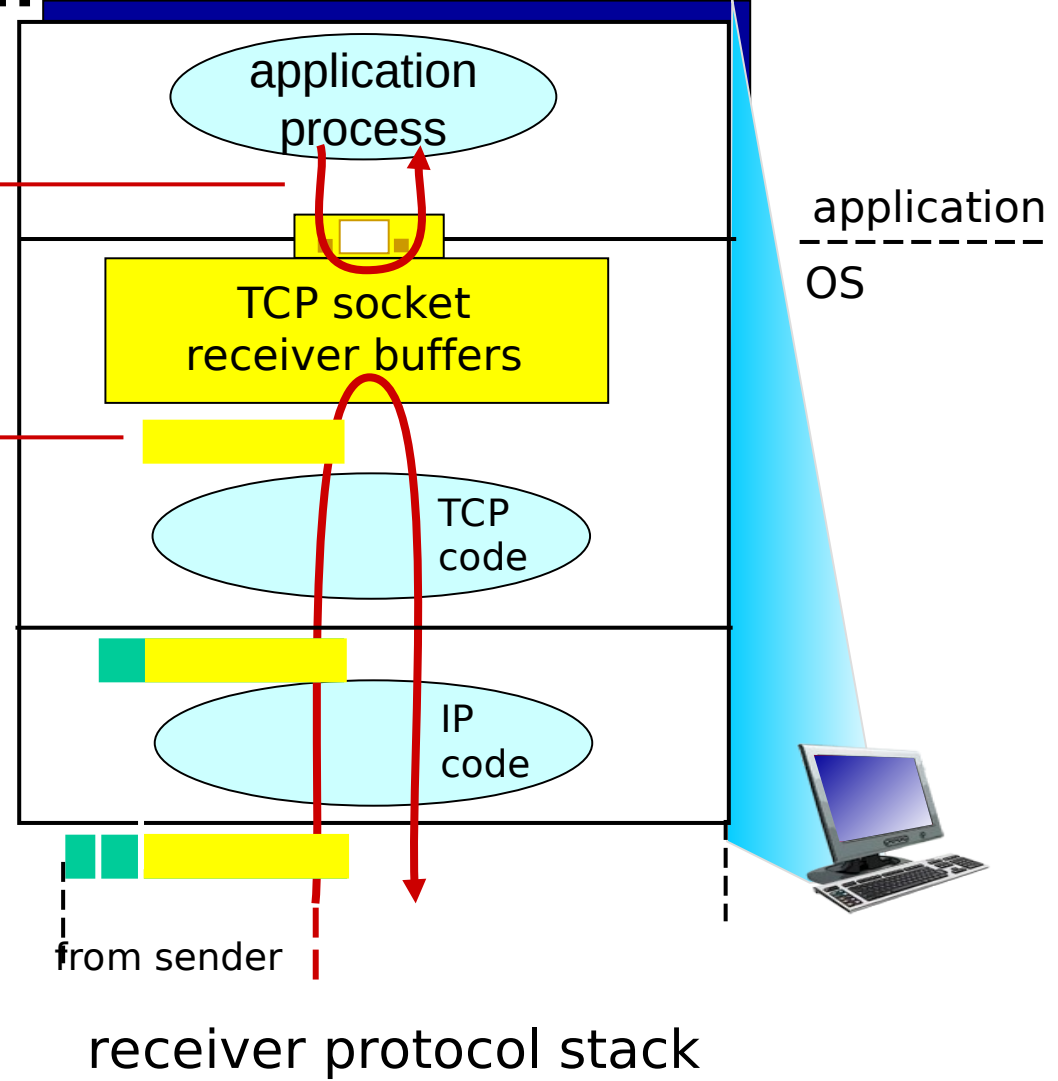 application
process
application
OS
TCP socket
receiver buffers
TCP
code
IP
code
from sender
receiver protocol stack